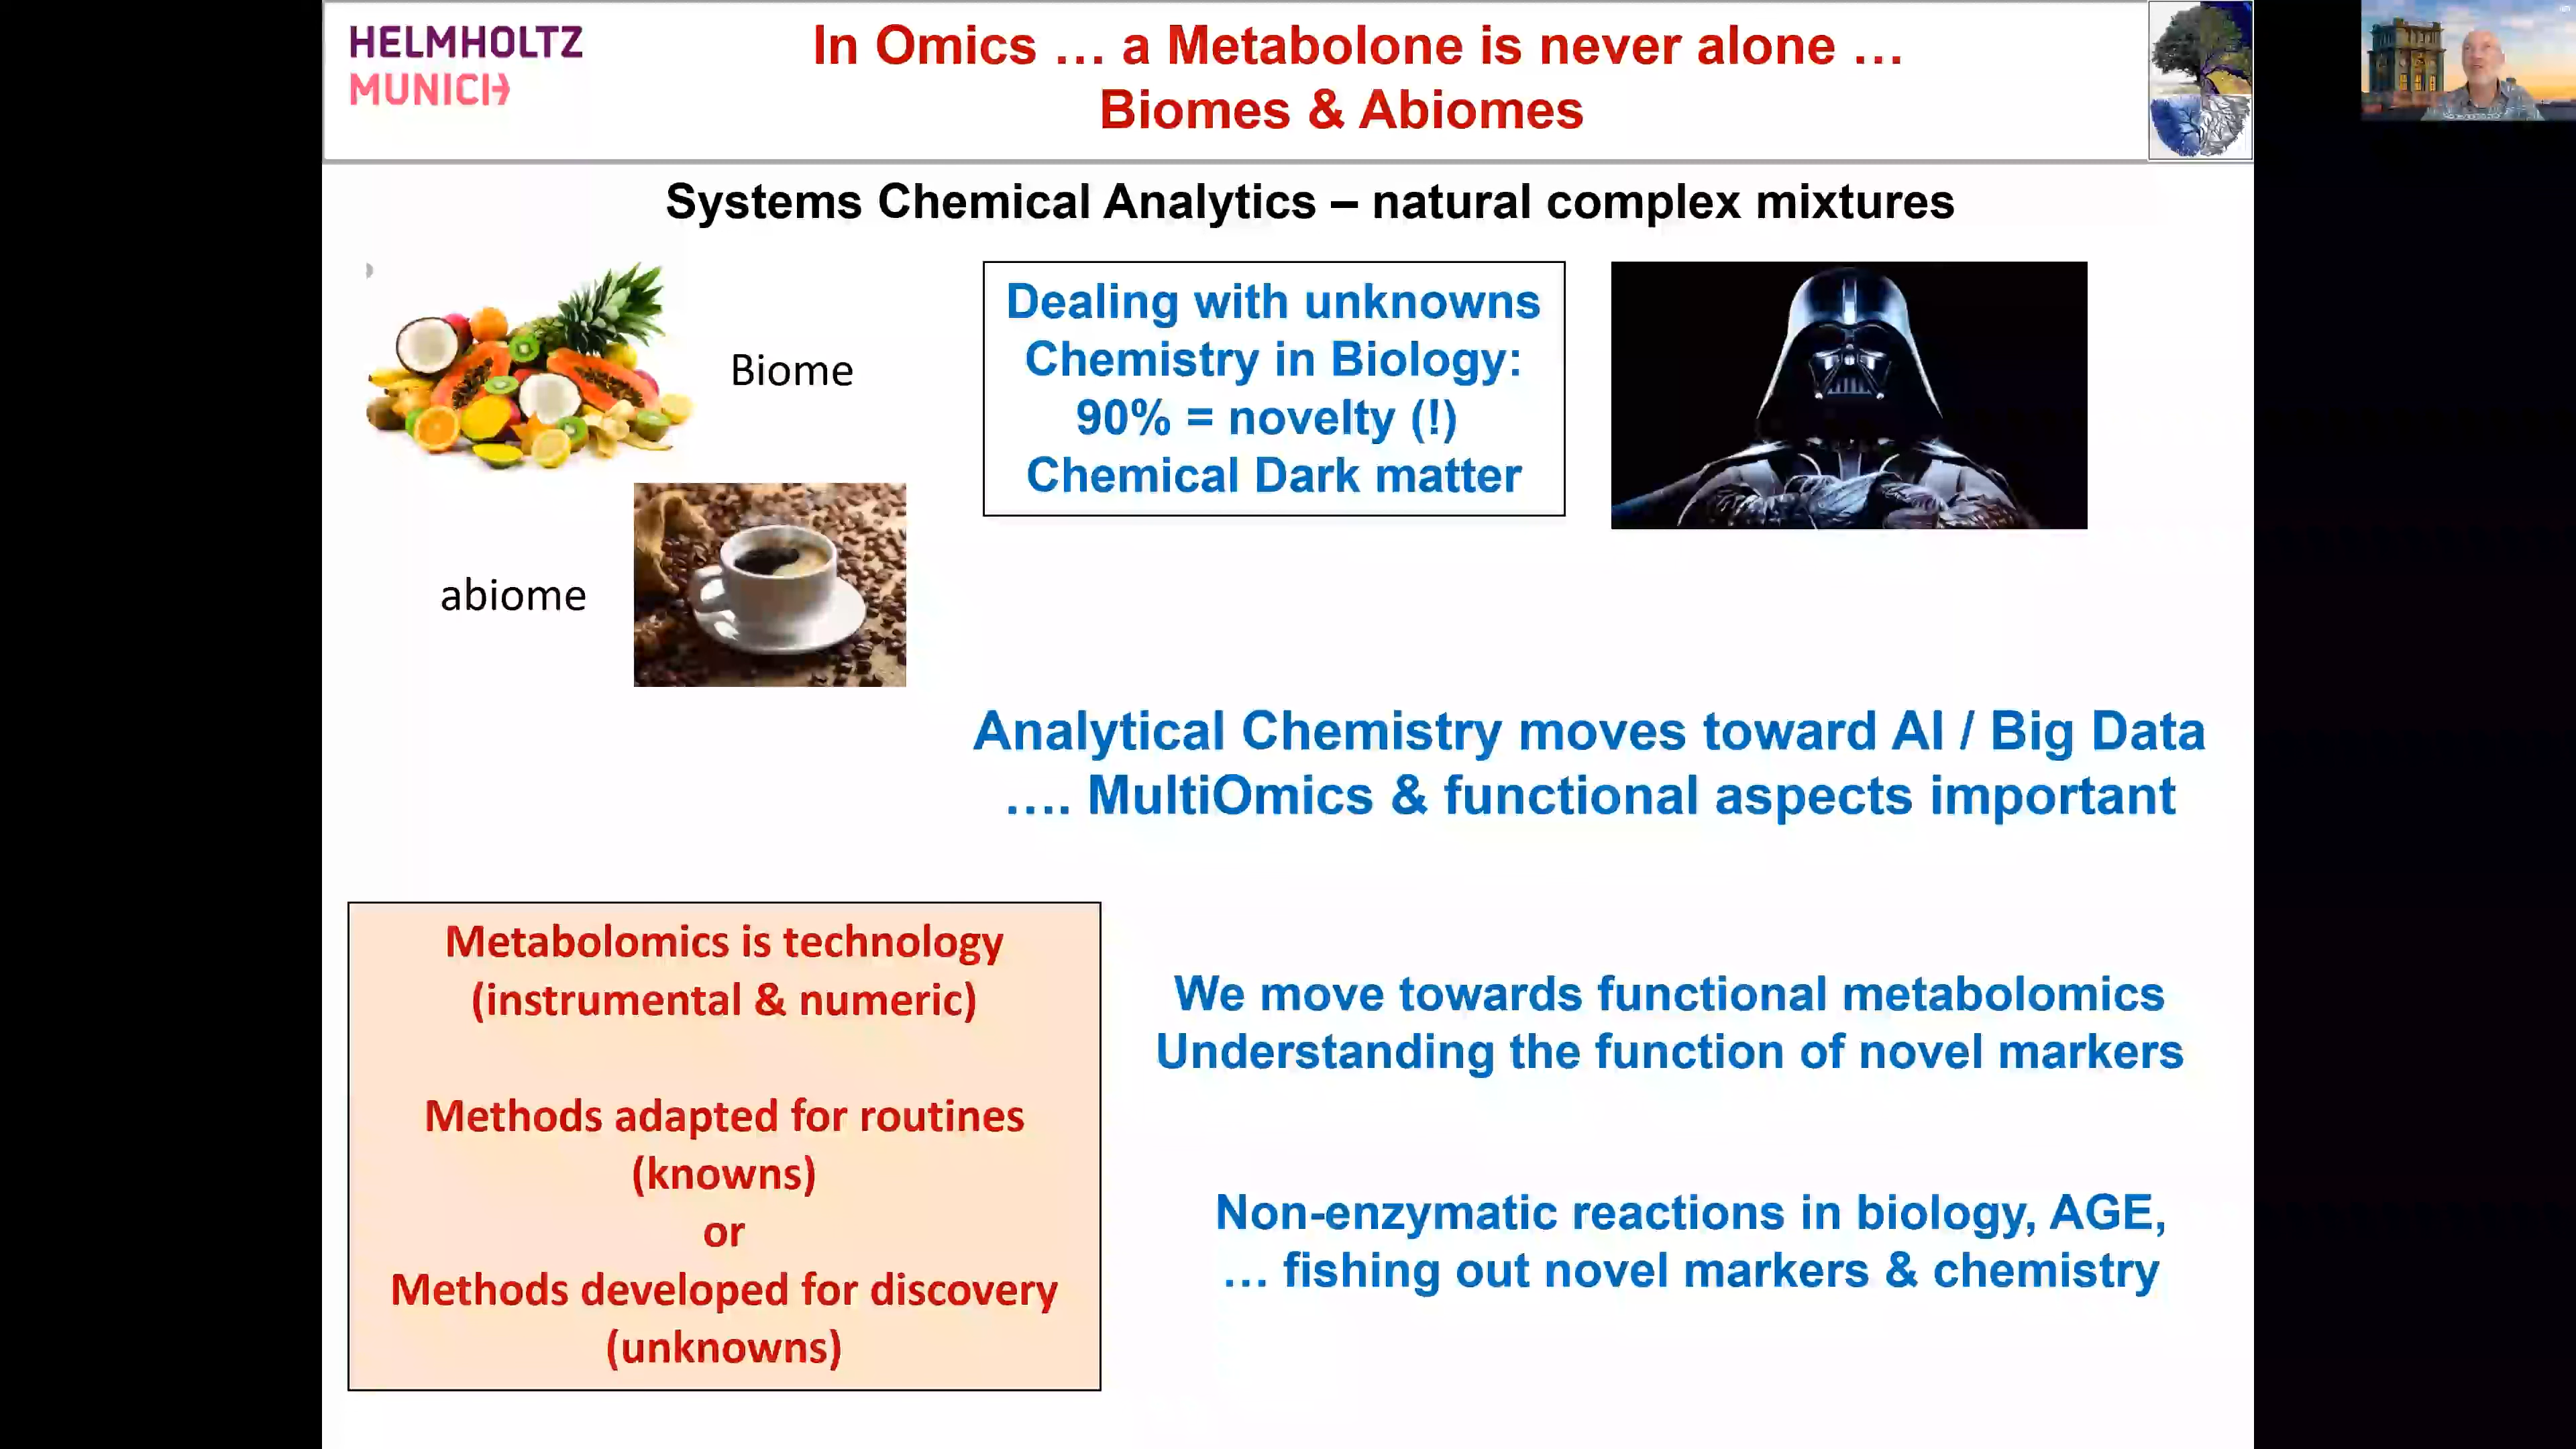 HELMHOLTZ
MUNICH
In Omics … a Metabolone is never alone …
Biomes & Abiomes
Systems Chemical Analytics – natural complex mixtures
Biome
Dealing with unknowns
Chemistry in Biology:
90% = novelty (!)
Chemical Dark matter
abiome
Analytical Chemistry moves toward AI / Big Data
…. MultiOmics & functional aspects important
Metabolomics is technology
(instrumental & numeric)
Methods adapted for routines
(knowns)
or
Methods developed for discovery
(unknowns)
We move towards functional metabolomics
Understanding the function of novel markers
Non-enzymatic reactions in biology, AGE,
… fishing out novel markers & chemistry